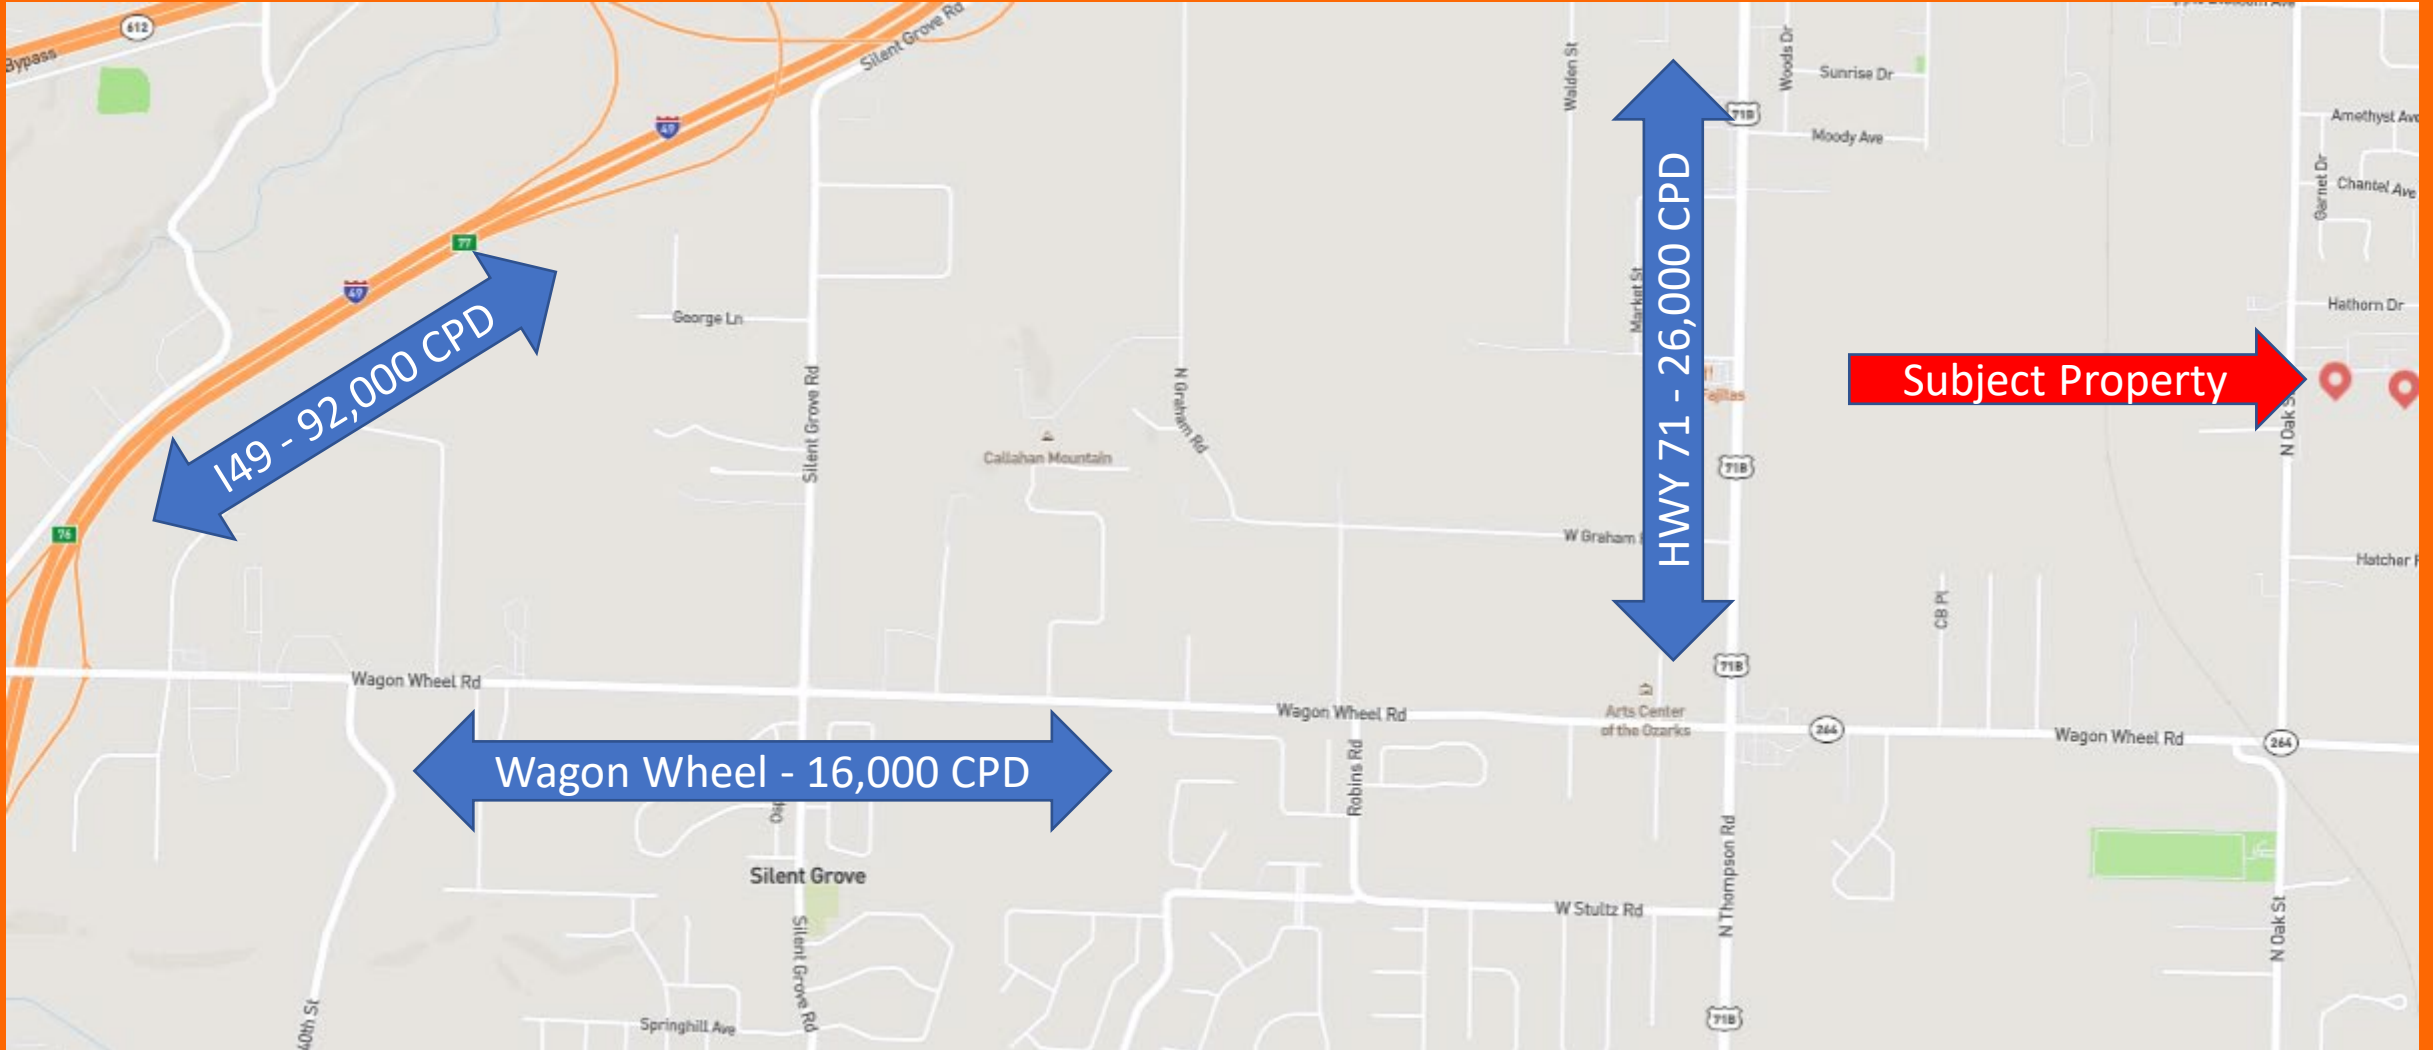 612
Bypass
Silent Grove Rd
49
77
49
I49 - 92,000 CPD
76
George Ln
Silent Grove Rd
Callahan Mountain
N Graham Rd
Walden St
Market St
HWY 71 - 26,000 CPD
71B
Woods Dr
Sunrise Dr
Moody Ave
Amethyst Ave
Garnet Dr
Chantel Ave
Hathorn Dr
Subject Property
Fajitas
N Oak S
71B
W Graham
Hatcher
CB Pl
71B
Wagon Wheel Rd
Wagon Wheel Rd
Arts Center
of the Ozarks
264
Wagon Wheel Rd
264
Wagon Wheel - 16,000 CPD
Robins Rd
Silent Grove
N Thompson Rd
W Stultz Rd
N Oak St
Silent Grove Rd
40th St
Springhill Ave
71B